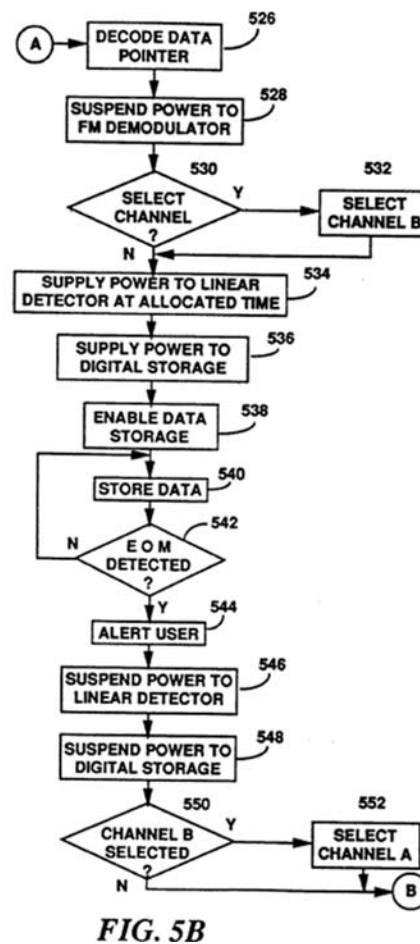 A
DECODE DATA
POINTER
526
SUSPEND POWER TO
FM DEMODULATOR
528
530
SELECT
CHANNEL
?
Y
N
532
SELECT
CHANNEL B
SUPPLY POWER TO LINEAR
DETECTOR AT ALLOCATED TIME
534
SUPPLY POWER TO
DIGITAL STORAGE
536
ENABLE DATA
STORAGE
538
540
STORE DATA
542
E O M
DETECTED
?
N
Y
544
ALERT USER
546
SUSPEND POWER TO
LINEAR DETECTOR
548
SUSPEND POWER TO
DIGITAL STORAGE
550
CHANNEL B
SELECTED
?
Y
N
552
SELECT
CHANNEL A
B
FIG. 5B